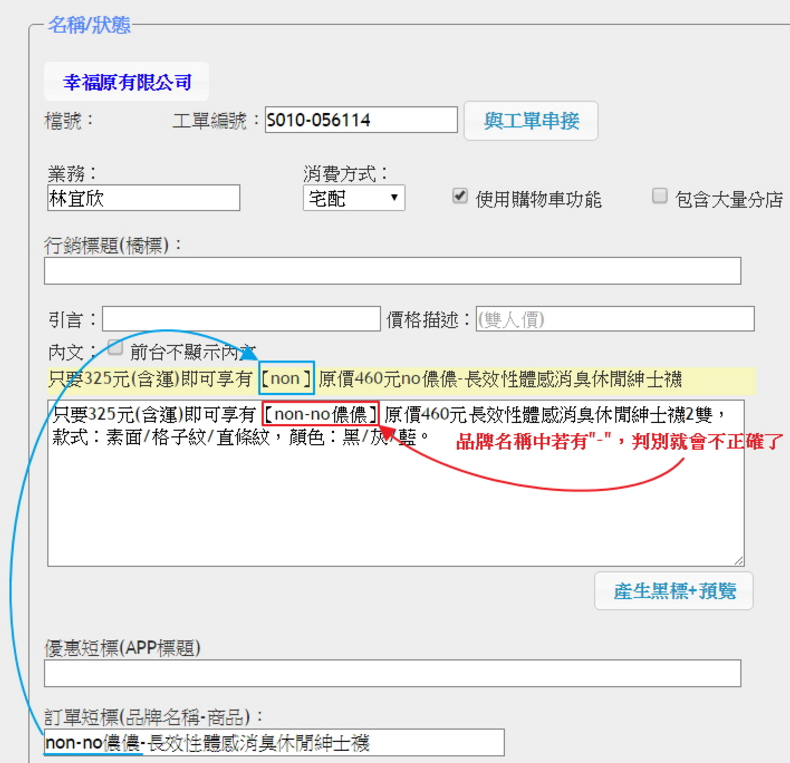 名稱/狀態
幸福原有限公司
檔號： 工單編號：S010-056114 與工單串接
業務： 消費方式：
林宜欣 宅配 使用購物車功能 包含大量分店
行銷標題(橘標)：
引言： 價格描述：(雙人價)
內文： 前台不顯示內文
只要325元(含運)即可享有【non】原價460元no儂儂-長效性體感消臭休閒紳士襪
只要325元(含運)即可享有【non-no儂儂】原價460元長效性體感消臭休閒紳士襪2雙，
款式：素面/格子紋/直條紋，顏色：黑/灰/藍。
品牌名稱中若有"-"，判別就會不正確了
產生黑標+預覽
優惠短標(APP標題)
訂單短標(品牌名稱-商品)：
non-no儂儂-長效性體感消臭休閒紳士襪